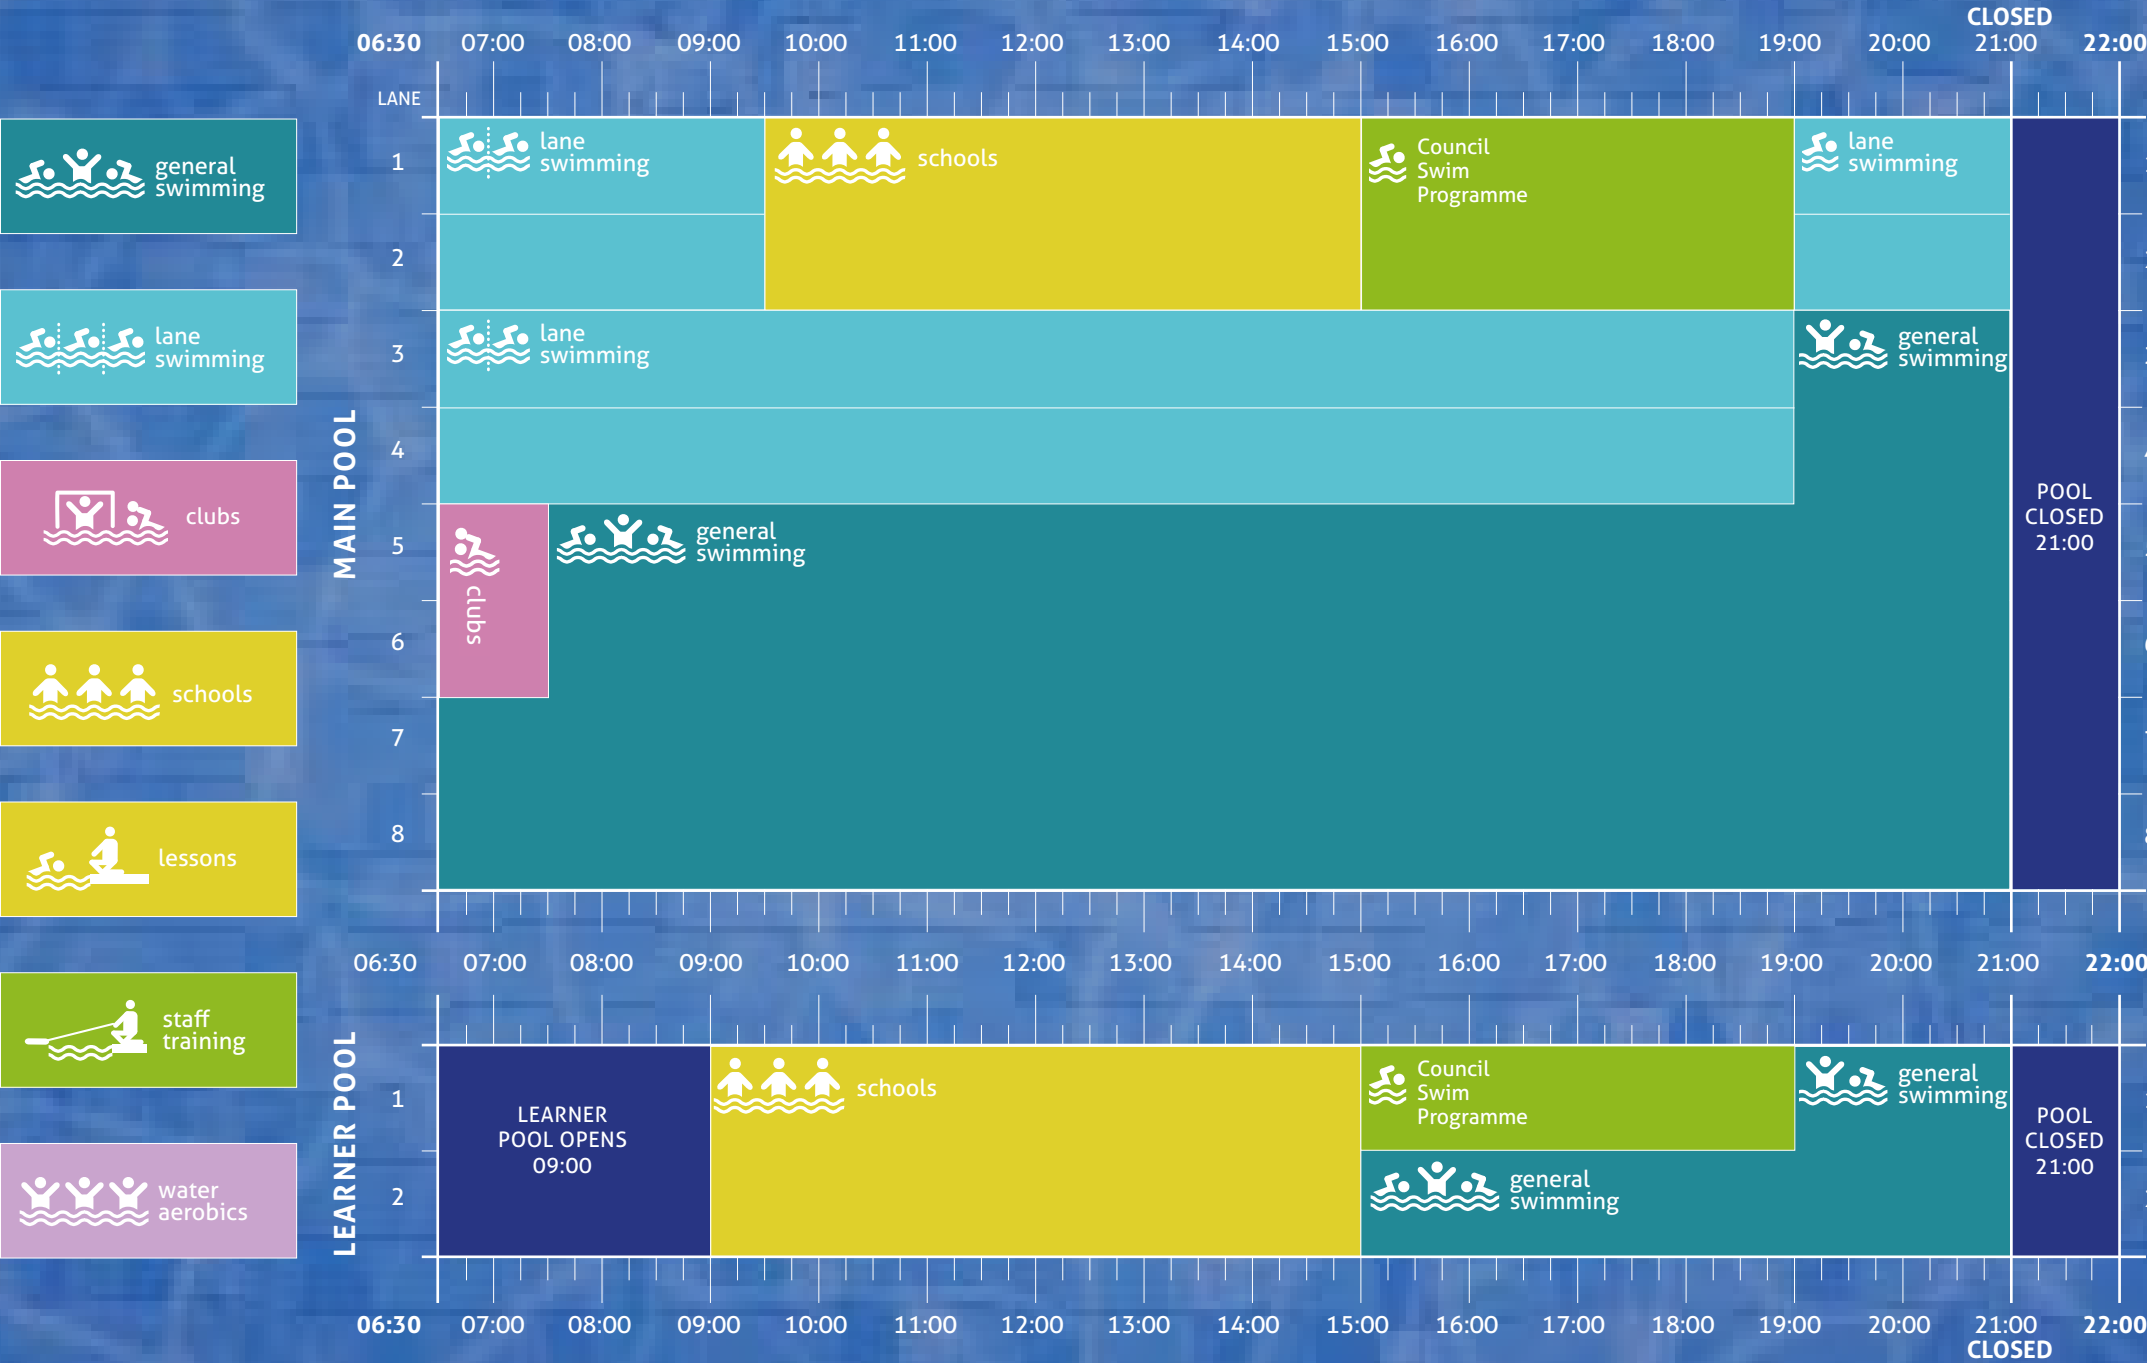 CLOSED
06:30 07:00 08:00 09:00 10:00 11:00 12:00 13:00 14:00 15:00 16:00 17:00 18:00 19:00 20:00 21:00 22:00
LANE
general
swimming
lane
swimming
clubs
schools
lessons
staff
training
water
aerobics
MAIN POOL
1
2
3
4
5
6
7
8
lane
swimming
schools
Council
Swim
Programme
lane
swimming
lane
swimming
general
swimming
clubs
general
swimming
POOL
CLOSED
21:00
06:30 07:00 08:00 09:00 10:00 11:00 12:00 13:00 14:00 15:00 16:00 17:00 18:00 19:00 20:00 21:00 22:00
LEARNER POOL
1
2
LEARNER
POOL OPENS
09:00
schools
Council
Swim
Programme
general
swimming
general
swimming
POOL
CLOSED
21:00
06:30 07:00 08:00 09:00 10:00 11:00 12:00 13:00 14:00 15:00 16:00 17:00 18:00 19:00 20:00 21:00 22:00
CLOSED